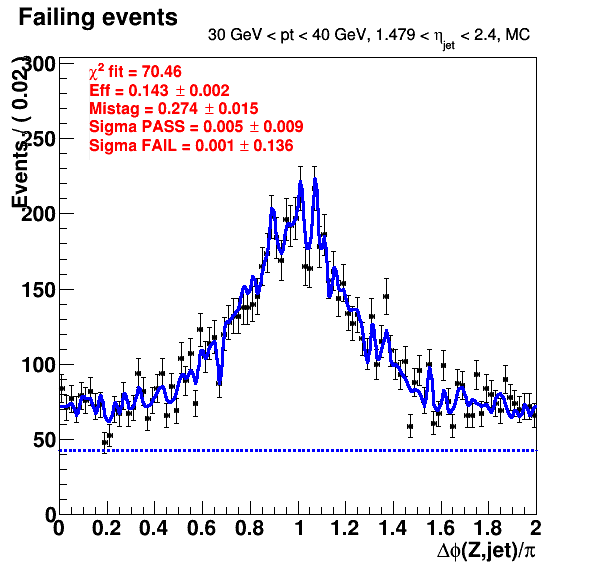 Failing events
30 GeV < pt < 40 GeV, 1.479 < η_jet < 2.4, MC
χ² fit = 70.46
Eff = 0.143 ± 0.002
Mistag = 0.274 ± 0.015
Sigma PASS = 0.005 ± 0.009
Sigma FAIL = 0.001 ± 0.136
Events / ( 0.02 )
300
250
200
150
100
50
0
0 0.2 0.4 0.6 0.8 1 1.2 1.4 1.6 1.8 2
Δϕ(Z,jet)/π